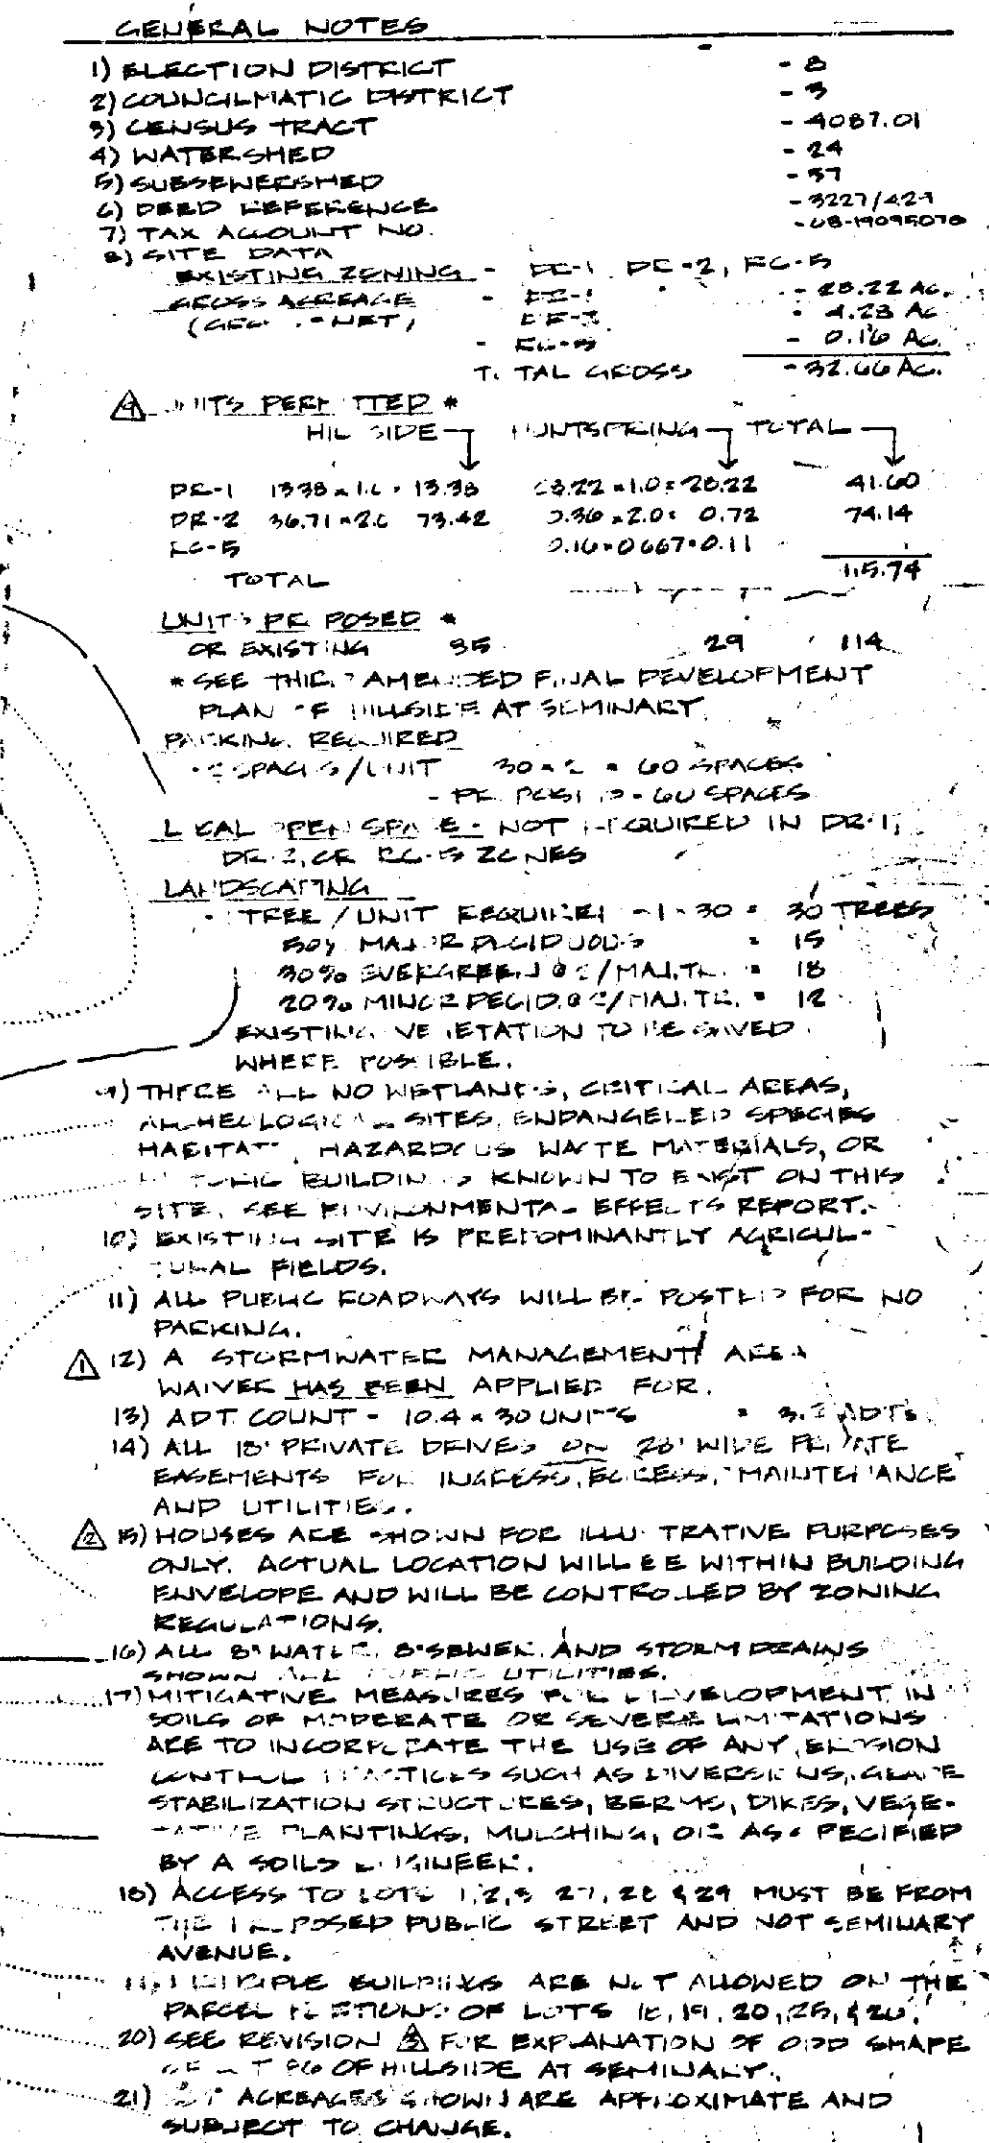 GENERAL NOTES
1) ELECTION DISTRICT - 8
2) COUNCILMATIC DISTRICT - 3
3) CENSUS TRACT - 4087.01
4) WATERSHED - 24
5) SUBSEWERSHED - 37
6) DEED REFERENCE - 3227/429
7) TAX ACCOUNT NO.
8) SITE DATA
EXISTING ZONING - DR-1, DR-2, RC-5
GROSS ACREAGE - DR-1 - 28.22 AC.
- 4.28 AC
- RC-5 - 0.16 AC.
TOTAL GROSS - 32.66 AC.
4 UNITS PERMITTED *
HILLSIDE HUNTSPRING TOTAL
DR-1 13.38 x 1.0 = 13.38 28.22 x 1.0 = 28.22 41.60
DR-2 36.71 x 2.0 73.42 0.36 x 2.0 = 0.72 74.14
RC-5 0.16 x 0.667 = 0.11
TOTAL 115.74
UNITS PROPOSED *
OR EXISTING 29 114
* SEE THIRD AMENDED FINAL DEVELOPMENT
PLAN OF HILLSIDE AT SEMINARY
PARKING REQUIRED
- 2 SPACES/UNIT 30 x 2 = 60 SPACES
- PROPOSED - 60 SPACES
LOCAL OPEN SPACE - NOT REQUIRED IN DR-1,
DR-2, OR RC-5 ZONES
LANDSCAPING
TREE / UNIT REQUIRED - 1 x 30 = 30 TREES
50% MAJOR DECIDUOUS = 15
30% EVERGREEN @ 2/MAJ. TR. = 18
20% MINOR DECID. @ 2/MAJ. TR. = 12
EXISTING VEGETATION TO BE SAVED
WHERE POSSIBLE.
9) THERE ARE NO WETLANDS, CRITICAL AREAS,
ARCHEOLOGICAL SITES, ENDANGERED SPECIES
HABITAT, HAZARDOUS WASTE MATERIALS, OR
HISTORIC BUILDINGS KNOWN TO EXIST ON THIS
SITE. SEE ENVIRONMENTAL EFFECTS REPORT.
10) EXISTING SITE IS PREDOMINANTLY AGRICUL-
TURAL FIELDS.
11) ALL PUBLIC ROADWAYS WILL BE POSTED FOR NO
PARKING.
1 12) A STORMWATER MANAGEMENT AREA
WAIVER HAS BEEN APPLIED FOR.
13) ADT COUNT - 10.4 x 30 UNITS = ADT'S
14) ALL 18' PRIVATE DRIVES ON 28' WIDE PRIVATE
EASEMENTS FOR INGRESS, EGRESS, MAINTENANCE
AND UTILITIES.
2 15) HOUSES ARE SHOWN FOR ILLUSTRATIVE PURPOSES
ONLY. ACTUAL LOCATION WILL BE WITHIN BUILDING
ENVELOPE AND WILL BE CONTROLLED BY ZONING
REGULATIONS.
16) ALL 8" WATER, 8" SEWER, AND STORM DRAINS
SHOWN ARE PUBLIC UTILITIES.
17) MITIGATIVE MEASURES FOR DEVELOPMENT IN
SOILS OF MODERATE OR SEVERE LIMITATIONS
ARE TO INCORPORATE THE USE OF ANY EROSION
CONTROL PRACTICES SUCH AS DIVERSIONS, GRADE
STABILIZATION STRUCTURES, BERMS, DIKES, VEGE-
TATIVE PLANTINGS, MULCHING, OR AS SPECIFIED
BY A SOILS ENGINEER.
18) ACCESS TO LOTS 1, 2, 3 27, 28 & 29 MUST BE FROM
THE PROPOSED PUBLIC STREET AND NOT SEMINARY
AVENUE.
19) PRINCIPLE BUILDINGS ARE NOT ALLOWED ON THE
PARCEL PORTIONS OF LOTS 18, 19, 20, 25, & 26.
20) SEE REVISION 3 FOR EXPLANATION OF ODD SHAPE
OF LOT OF HILLSIDE AT SEMINARY.
21) LOT ACREAGES SHOWN ARE APPROXIMATE AND
SUBJECT TO CHANGE.